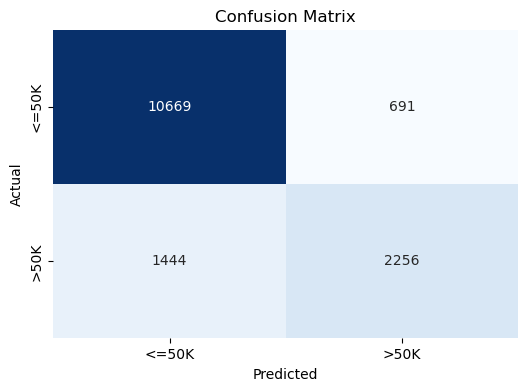 Confusion Matrix
<=50K
10669 691
Actual
>50K
1444 2256
<=50K >50K
Predicted